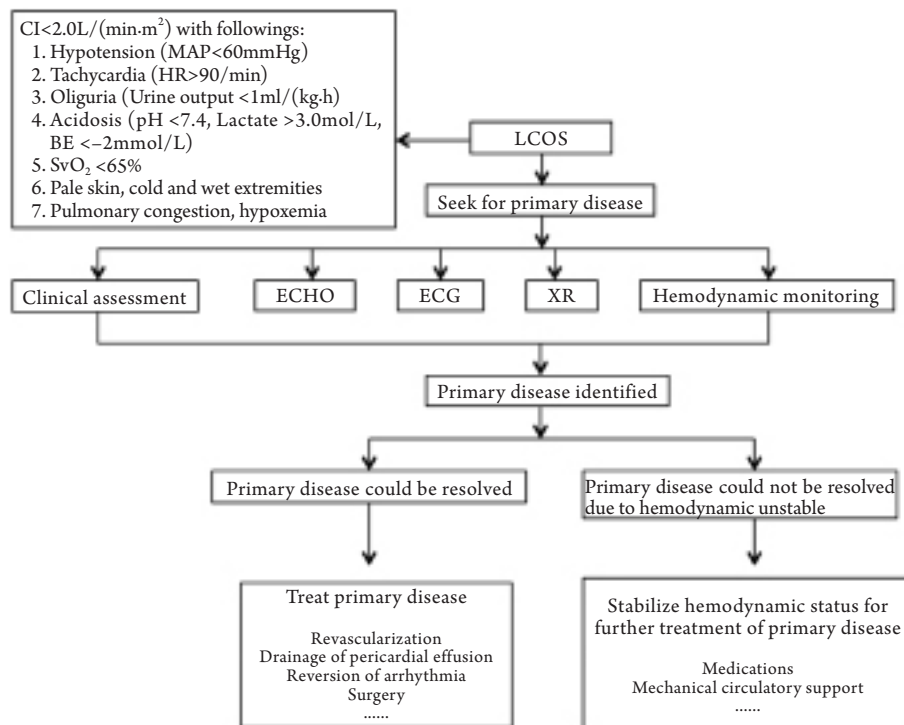 CI<2.0L/(min·m²) with followings:
1. Hypotension (MAP<60mmHg)
2. Tachycardia (HR>90/min)
3. Oliguria (Urine output <1ml/(kg·h)
4. Acidosis (pH <7.4, Lactate >3.0mol/L,
BE <–2mmol/L)
5. SvO₂ <65%
6. Pale skin, cold and wet extremities
7. Pulmonary congestion, hypoxemia
LCOS
Seek for primary disease
Clinical assessment
ECHO
ECG
XR
Hemodynamic monitoring
Primary disease identified
Primary disease could be resolved
Primary disease could not be resolved
due to hemodynamic unstable
Treat primary disease
Revascularization
Drainage of pericardial effusion
Reversion of arrhythmia
Surgery
......
Stabilize hemodynamic status for
further treatment of primary disease
Medications
Mechanical circulatory support
......